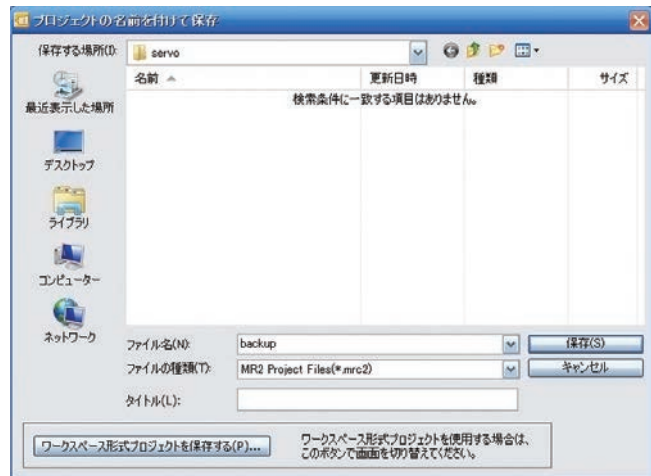 プロジェクトの名前を付けて保存
保存する場所(I):
servo
名前
更新日時
種類
サイズ
検索条件に一致する項目はありません。
最近表示した場所
デスクトップ
ライブラリ
コンピューター
ネットワーク
ファイル名(N):
backup
保存(S)
ファイルの種類(T):
MR2 Project Files(*.mrc2)
キャンセル
タイトル(L):
ワークスペース形式プロジェクトを保存する(P)...
ワークスペース形式プロジェクトを使用する場合は、
このボタンで画面を切り替えてください。